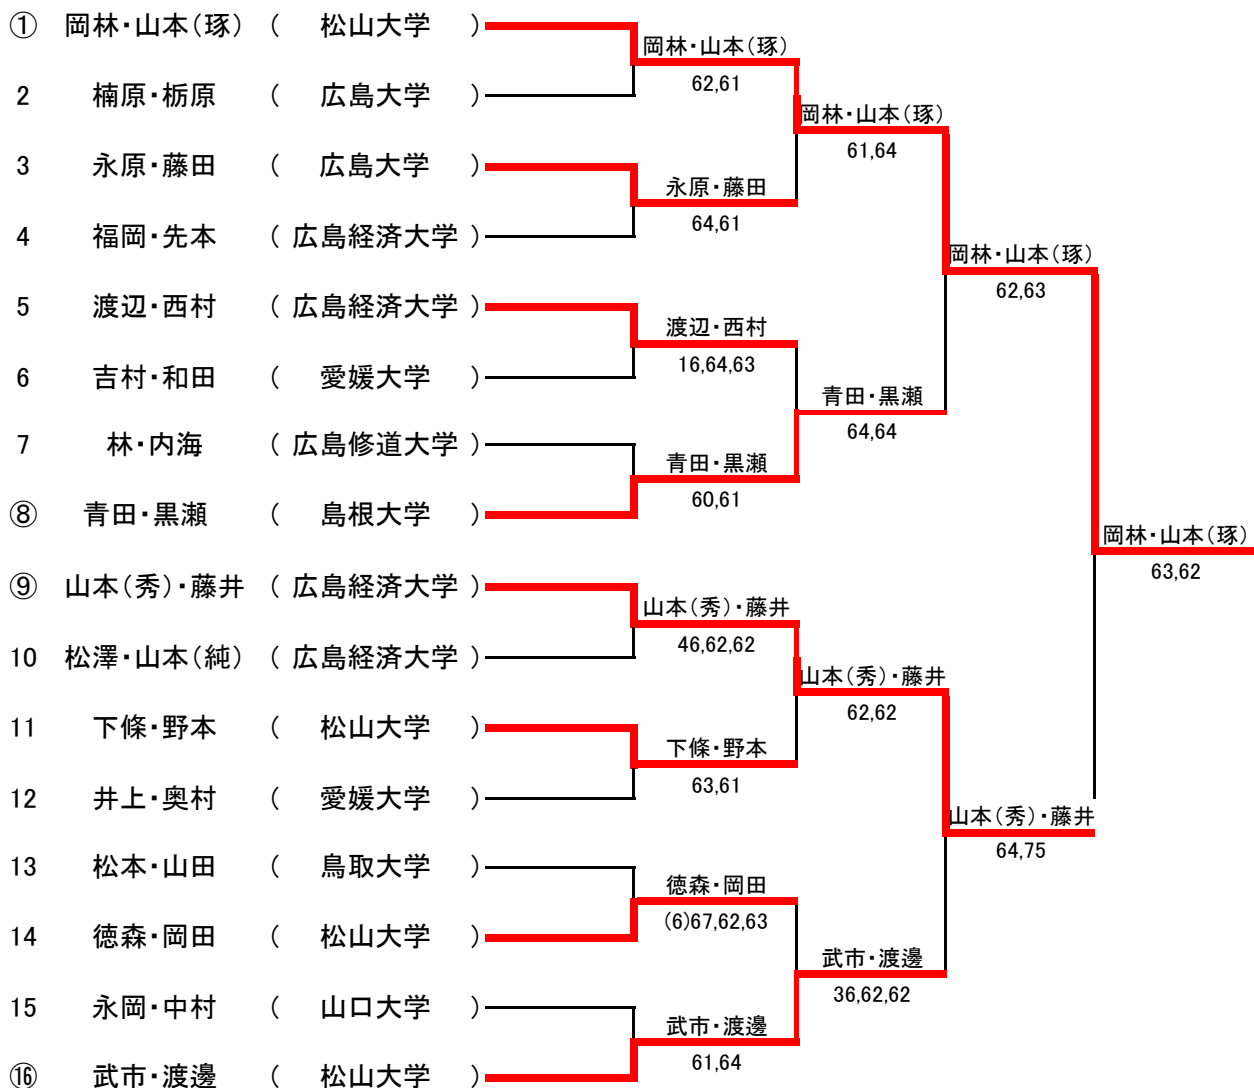 ① 岡林・山本(琢) ( 松山大学 )
岡林・山本(琢)
62,61
2 楠原・栃原 ( 広島大学 )
岡林・山本(琢)
61,64
3 永原・藤田 ( 広島大学 )
永原・藤田
64,61
4 福岡・先本 ( 広島経済大学 )
岡林・山本(琢)
62,63
5 渡辺・西村 ( 広島経済大学 )
渡辺・西村
16,64,63
6 吉村・和田 ( 愛媛大学 )
青田・黒瀬
64,64
7 林・内海 ( 広島修道大学 )
青田・黒瀬
60,61
⑧ 青田・黒瀬 ( 島根大学 )
岡林・山本(琢)
63,62
⑨ 山本(秀)・藤井 ( 広島経済大学 )
山本(秀)・藤井
46,62,62
10 松澤・山本(純) ( 広島経済大学 )
山本(秀)・藤井
62,62
11 下條・野本 ( 松山大学 )
下條・野本
63,61
12 井上・奥村 ( 愛媛大学 )
山本(秀)・藤井
64,75
13 松本・山田 ( 鳥取大学 )
徳森・岡田
(6)67,62,63
14 徳森・岡田 ( 松山大学 )
武市・渡邊
36,62,62
15 永岡・中村 ( 山口大学 )
武市・渡邊
61,64
⑯ 武市・渡邊 ( 松山大学 )